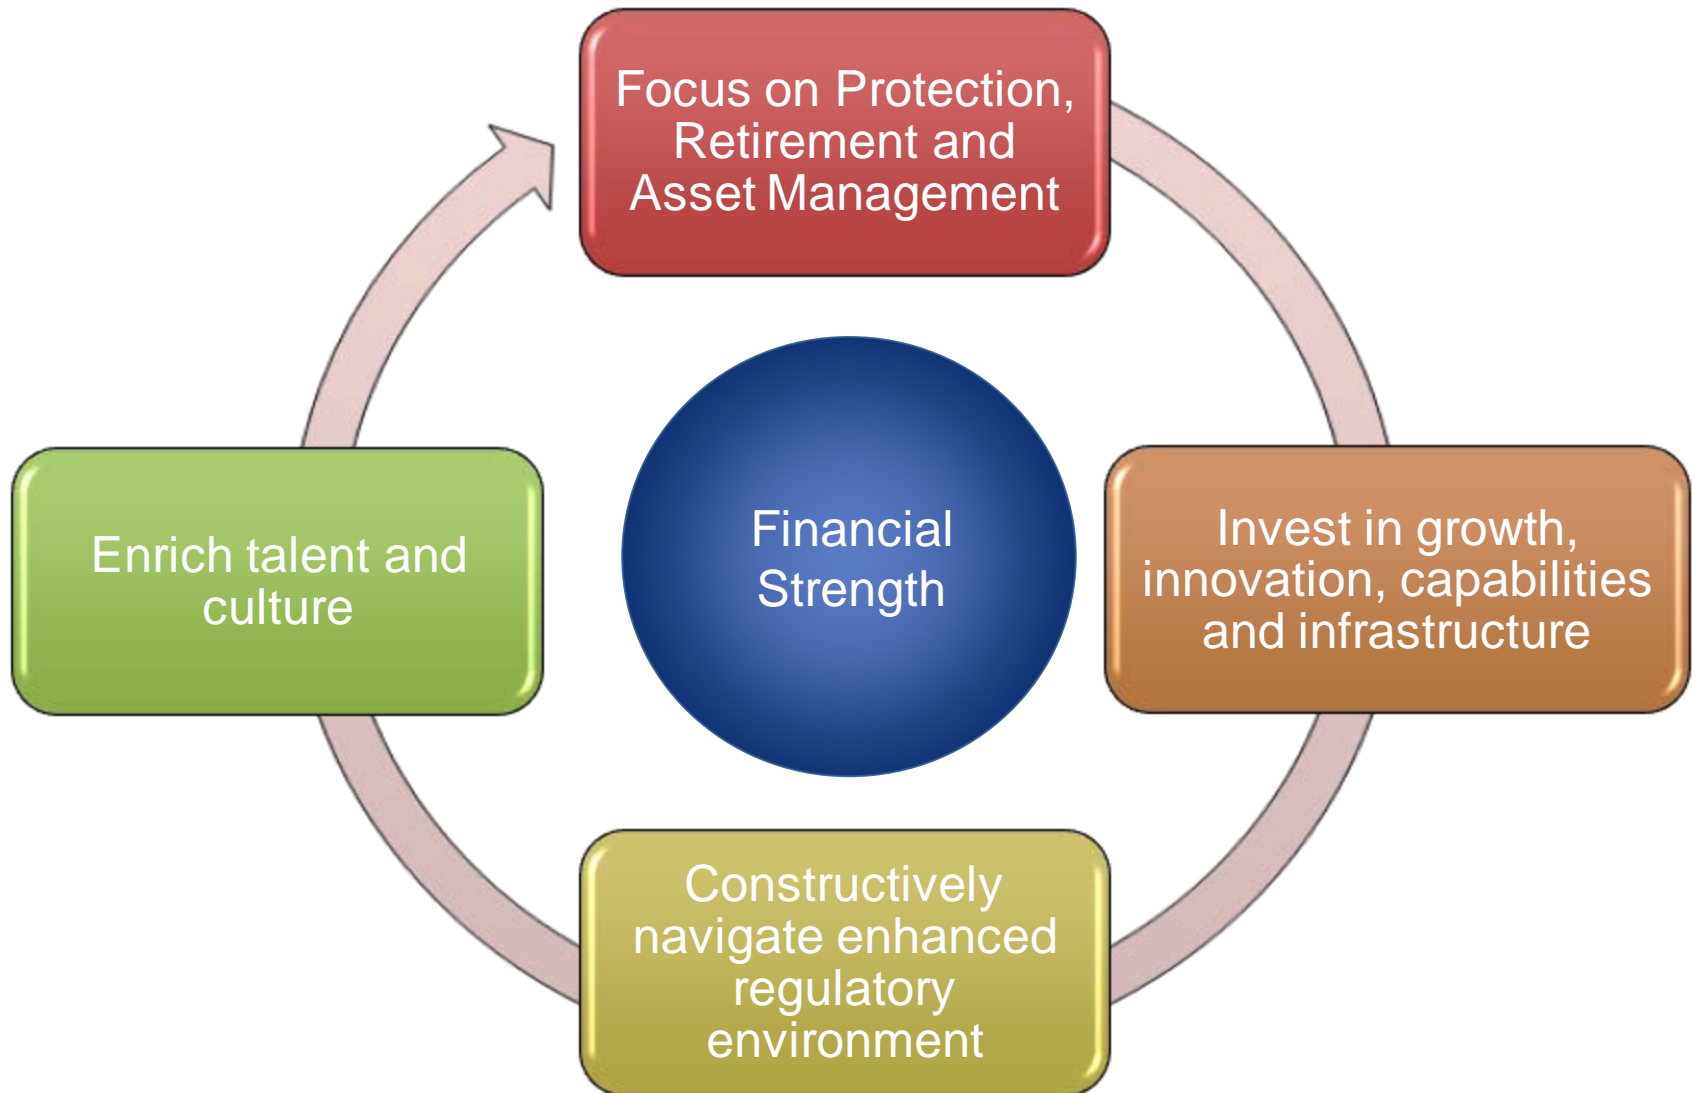 Focus on Protection,
Retirement and
Asset Management
Invest in growth,
innovation, capabilities
and infrastructure
Constructively
navigate enhanced
regulatory
environment
Enrich talent and
culture
Financial
Strength